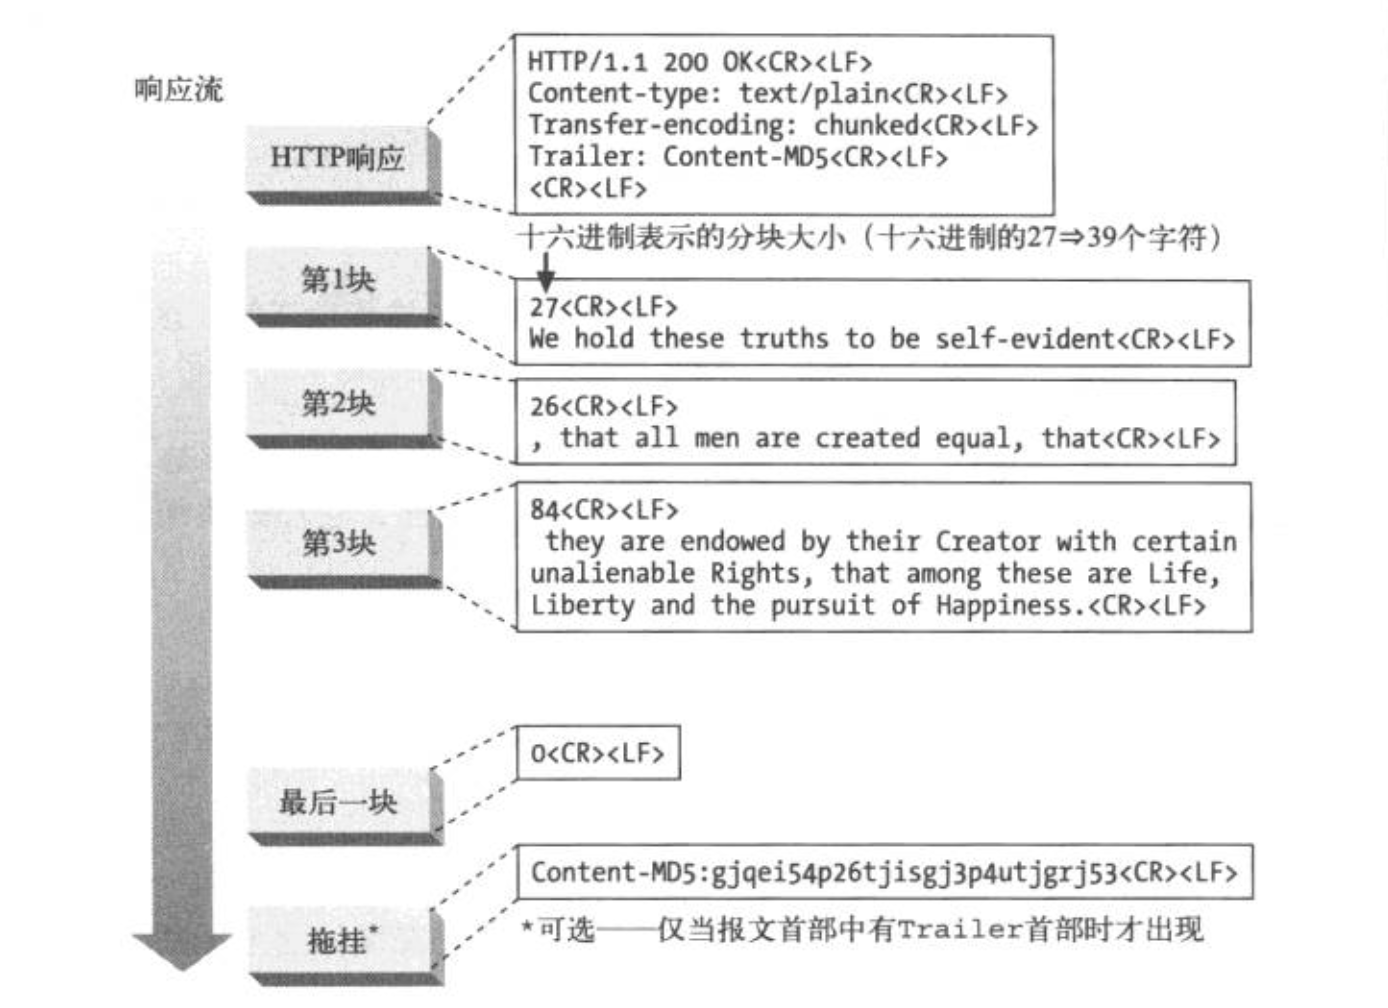 响应流
HTTP响应
HTTP/1.1 200 OK<CR><LF>
Content-type: text/plain<CR><LF>
Transfer-encoding: chunked<CR><LF>
Trailer: Content-MD5<CR><LF>
<CR><LF>
十六进制表示的分块大小（十六进制的27⇒39个字符）
第1块
27<CR><LF>
We hold these truths to be self-evident<CR><LF>
第2块
26<CR><LF>
, that all men are created equal, that<CR><LF>
第3块
84<CR><LF>
they are endowed by their Creator with certain
unalienable Rights, that among these are Life,
Liberty and the pursuit of Happiness.<CR><LF>
最后一块
0<CR><LF>
拖挂*
Content-MD5:gjqei54p26tjisgj3p4utjgrj53<CR><LF>
*可选——仅当报文首部中有Trailer首部时才出现